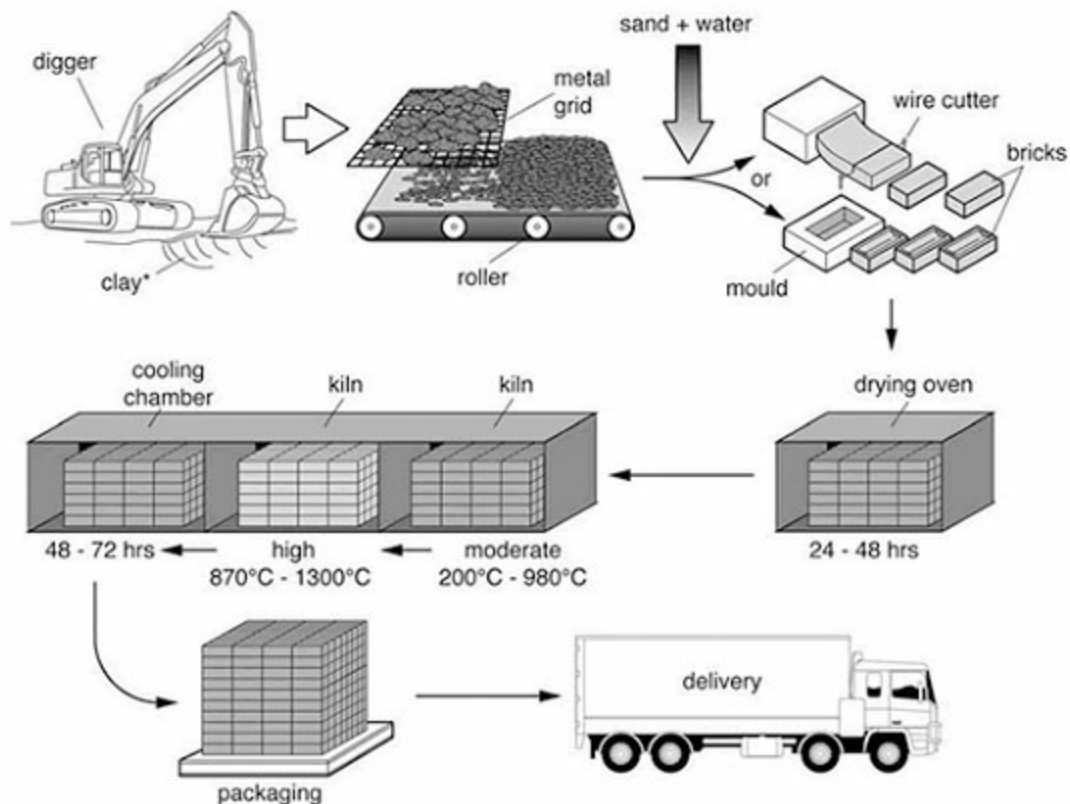 digger
clay*
metal
grid
roller
sand + water
or
wire cutter
bricks
mould
drying oven
24 - 48 hrs
kiln
moderate
200°C - 980°C
kiln
high
870°C - 1300°C
cooling
chamber
48 - 72 hrs
packaging
delivery